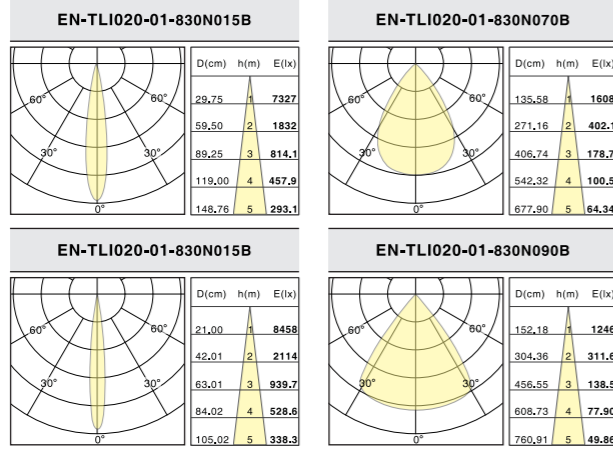 EN-TLI020-01-830N015B
60°
60°
30°
30°
0°
D(cm) h(m) E(lx)
29.75 1 7327
59.50 2 1832
89.25 3 814.1
119.00 4 457.9
148.76 5 293.1
EN-TLI020-01-830N070B
60°
60°
30°
30°
0°
D(cm) h(m) E(lx)
135.58 1 1608
271.16 2 402.1
406.74 3 178.7
542.32 4 100.5
677.90 5 64.34
EN-TLI020-01-830N015B
60°
60°
30°
30°
0°
D(cm) h(m) E(lx)
21.00 1 8458
42.01 2 2114
63.01 3 939.7
84.02 4 528.6
105.02 5 338.3
EN-TLI020-01-830N090B
60°
60°
30°
30°
0°
D(cm) h(m) E(lx)
152.18 1 1246
304.36 2 311.6
456.55 3 138.5
608.73 4 77.90
760.91 5 49.86